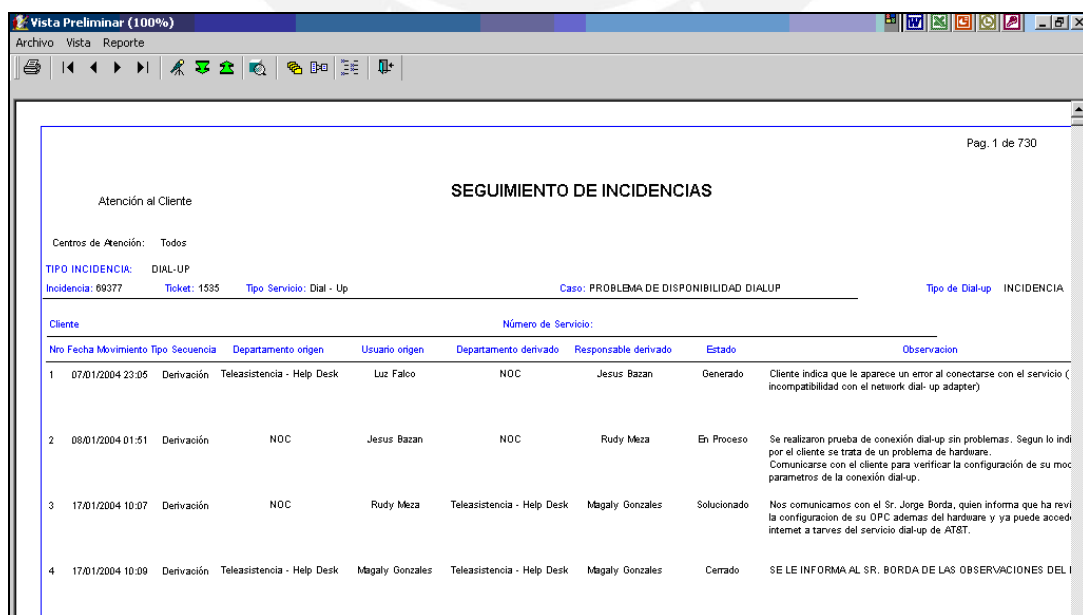 Vista Preliminar (100%)
Archivo Vista Reporte
Pag. 1 de 730
SEGUIMIENTO DE INCIDENCIAS
Atención al Cliente
Centros de Atención: Todos
TIPO INCIDENCIA: DIAL-UP
Incidencia: 69377 Ticket: 1535 Tipo Servicio: Dial - Up Caso: PROBLEMA DE DISPONIBILIDAD DIALUP Tipo de Dial-up INCIDENCIA
Cliente Número de Servicio:
Nro Fecha Movimiento Tipo Secuencia Departamento origen Usuario origen Departamento derivado Responsable derivado Estado Observacion
1 07/01/2004 23:05 Derivación Teleasistencia - Help Desk Luz Falco NOC Jesus Bazan Generado Cliente indica que le aparece un error al conectarse con el servicio (
incompatibilidad con el network dial- up adapter)
2 08/01/2004 01:51 Derivación NOC Jesus Bazan NOC Rudy Meza En Proceso Se realizaron prueba de conexión dial-up sin problemas. Segun lo indi
por el cliente se trata de un problema de hardware.
Comunicarse con el cliente para verificar la configuración de su mod
parametros de la conexión dial-up.
3 17/01/2004 10:07 Derivación NOC Rudy Meza Teleasistencia - Help Desk Magaly Gonzales Solucionado Nos comunicamos con el Sr. Jorge Borda, quien informa que ha revi
la configuracion de su OPC ademas del hardware y ya puede acced
internet a tarves del servicio dial-up de AT&T.
4 17/01/2004 10:09 Derivación Teleasistencia - Help Desk Magaly Gonzales Teleasistencia - Help Desk Magaly Gonzales Cerrado SE LE INFORMA AL SR. BORDA DE LAS OBSERVACIONES DEL